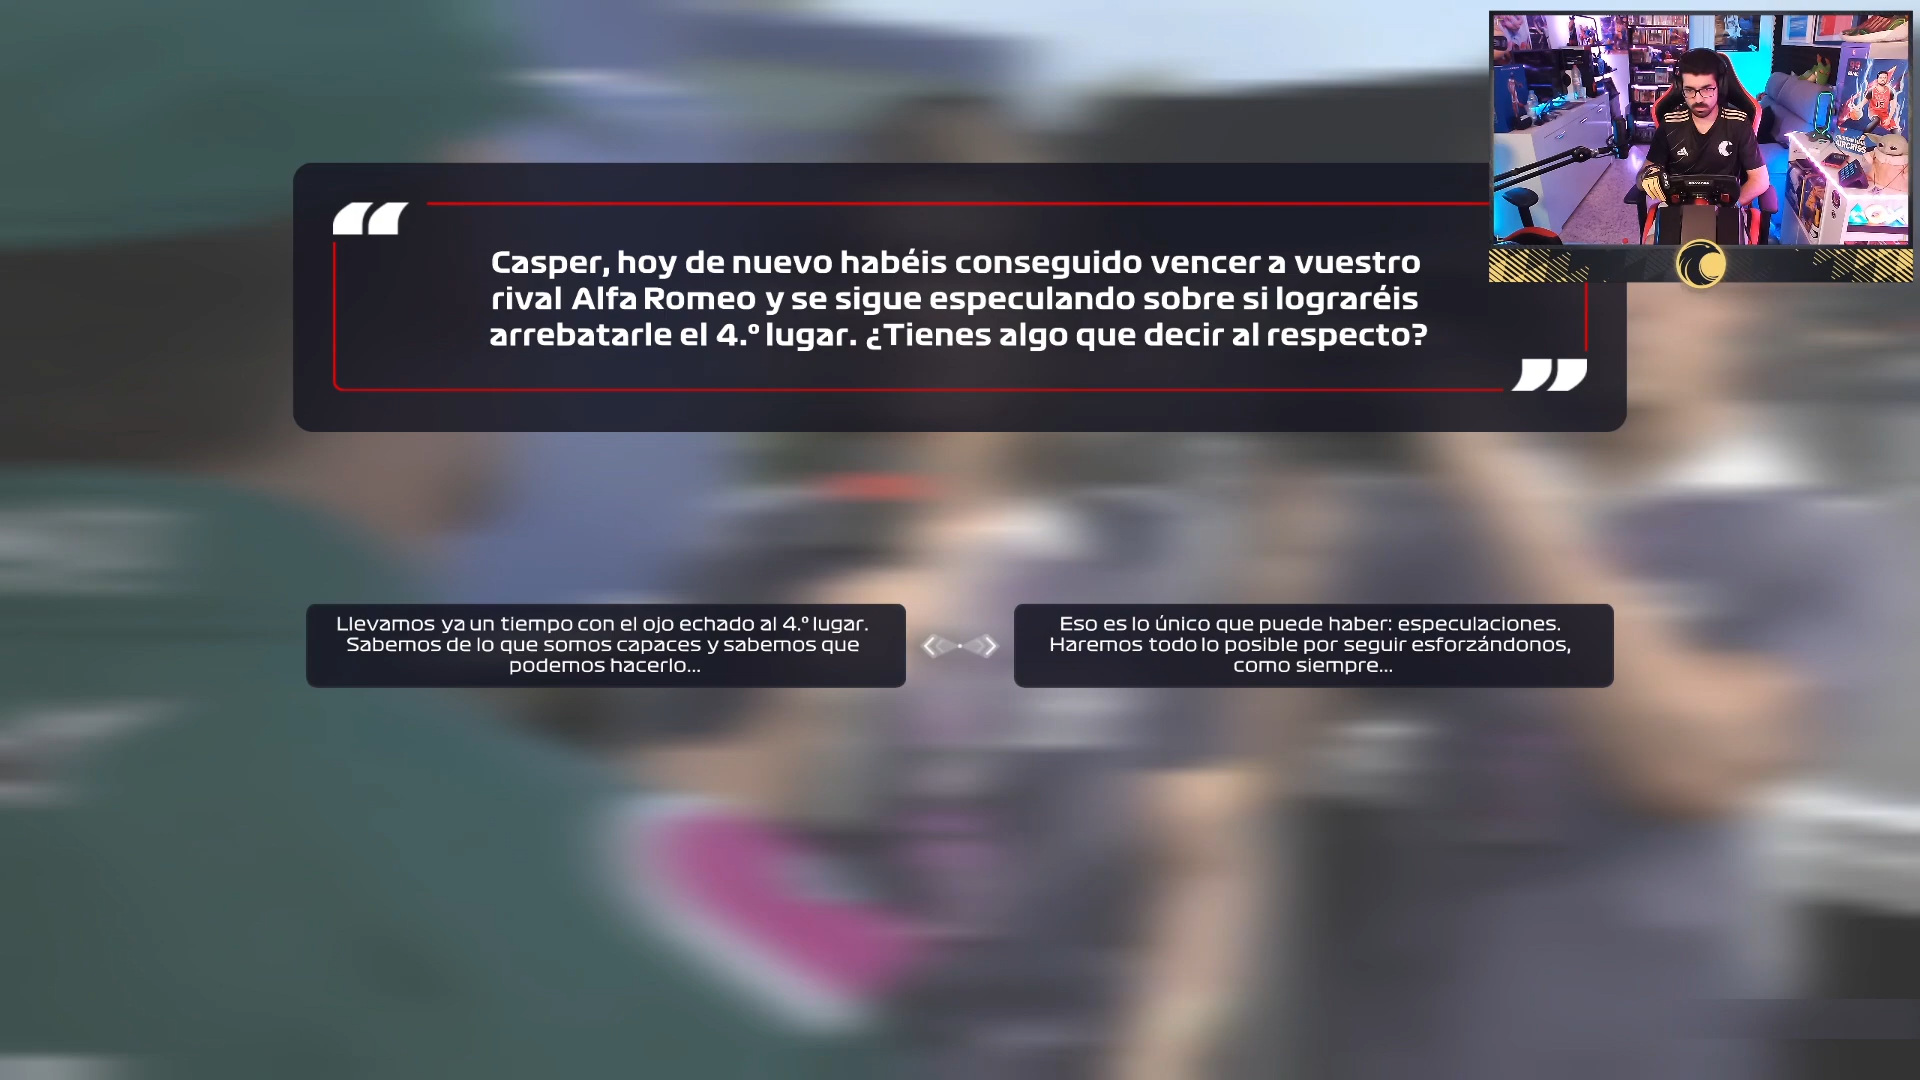 Casper, hoy de nuevo habéis conseguido vencer a vuestro
rival Alfa Romeo y se sigue especulando sobre si lograréis
arrebatarle el 4.º lugar. ¿Tienes algo que decir al respecto?
Llevamos ya un tiempo con el ojo echado al 4.º lugar.
Sabemos de lo que somos capaces y sabemos que
podemos hacerlo...
Eso es lo único que puede haber: especulaciones.
Haremos todo lo posible por seguir esforzándonos,
como siempre...